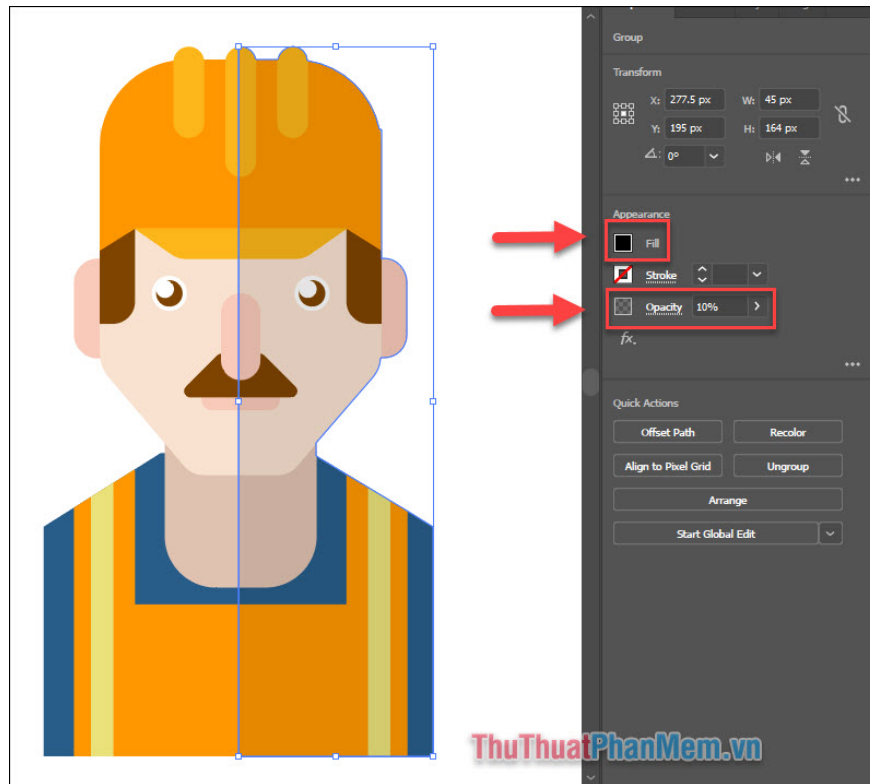 Group
Transform
X: 277.5 px W: 45 px
Y: 195 px H: 164 px
0°
Appearance
Fill
Stroke
Opacity 10%
fx.
Quick Actions
Offset Path Recolor
Align to Pixel Grid Ungroup
Arrange
Start Global Edit
ThuThuatPhanMem.vn